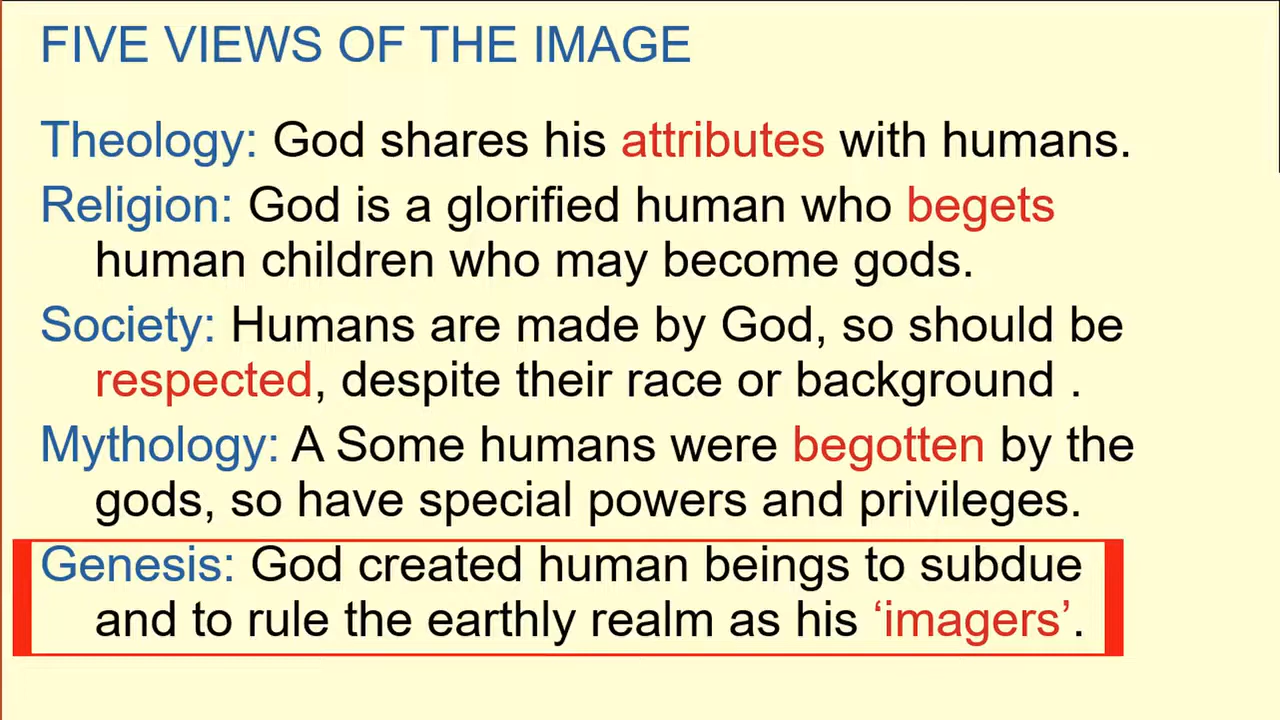 FIVE VIEWS OF THE IMAGE
Theology: God shares his attributes with humans.
Religion: God is a glorified human who begets
human children who may become gods.
Society: Humans are made by God, so should be
respected, despite their race or background .
Mythology: A Some humans were begotten by the
gods, so have special powers and privileges.
Genesis: God created human beings to subdue
and to rule the earthly realm as his ‘imagers’.